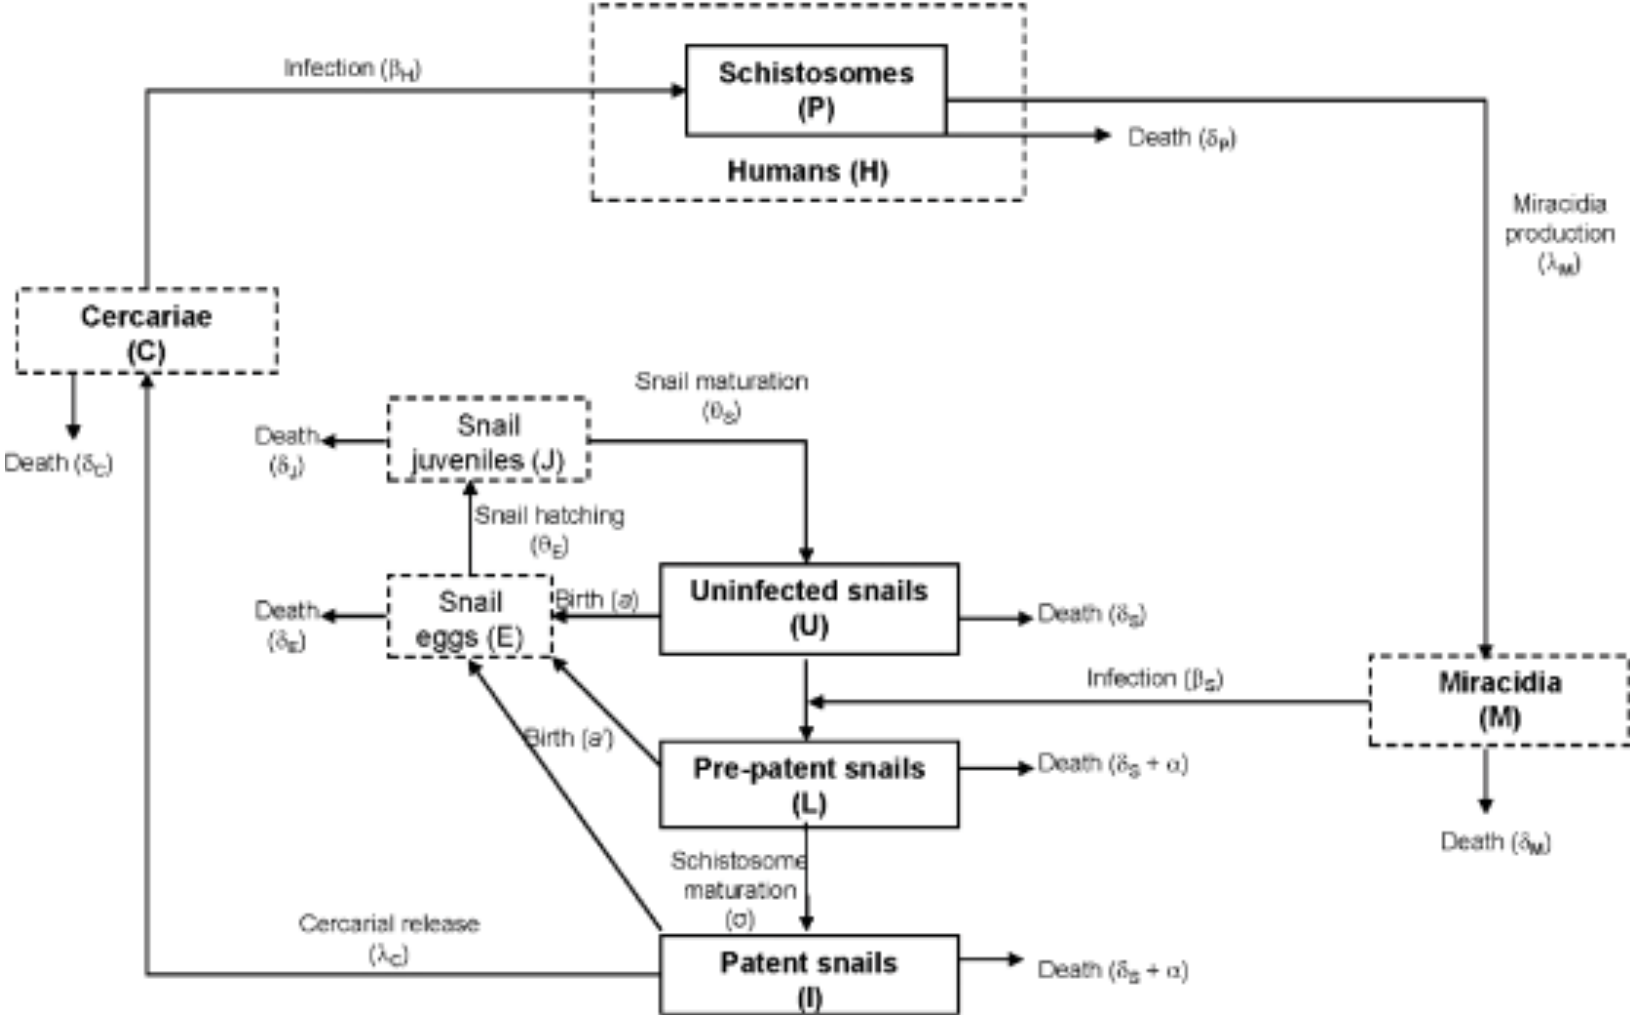 Infection (βH)
Schistosomes
(P)
Death (δP)
Humans (H)
Miracidia
production
(λM)
Cercariae
(C)
Death (δC)
Snail maturation
(θS)
Snail
juveniles (J)
Death
(δJ)
Snail hatching
(θE)
Snail
eggs (E)
Death
(δE)
Birth (a)
Uninfected snails
(U)
Death (δS)
Infection (βS)
Miracidia
(M)
Death (δM)
Birth (a')
Pre-patent snails
(L)
Death (δS + α)
Schistosome
maturation
(σ)
Cercarial release
(λC)
Patent snails
(I)
Death (δS + α)